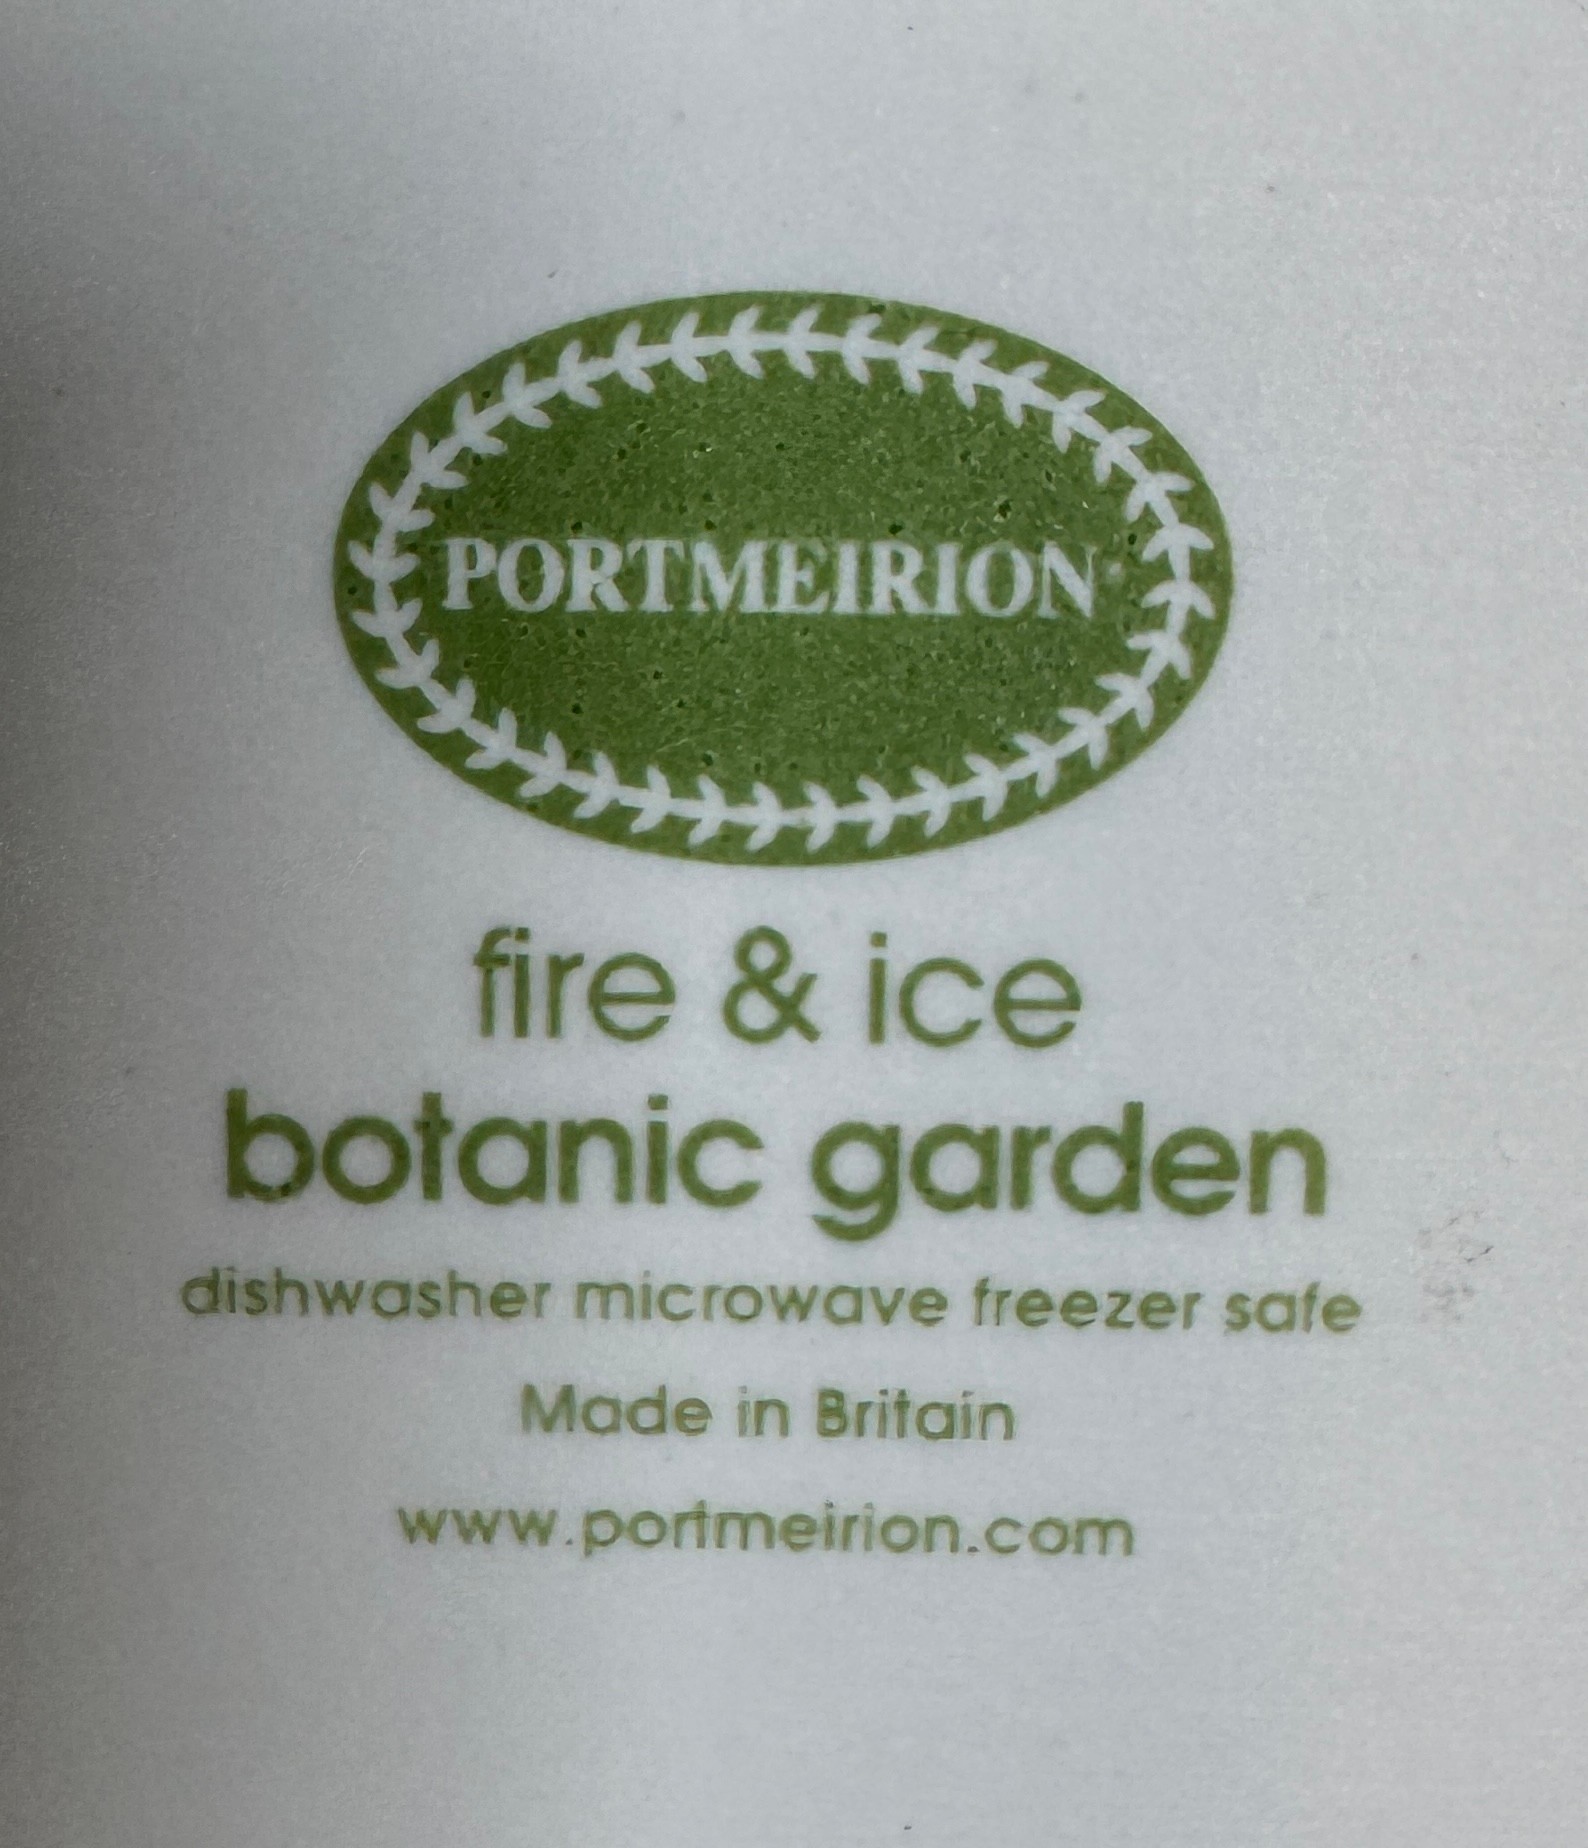 PORTMEIRION
fire & ice
botanic garden
dishwasher microwave freezer safe
Made in Britain
www.portmeirion.com